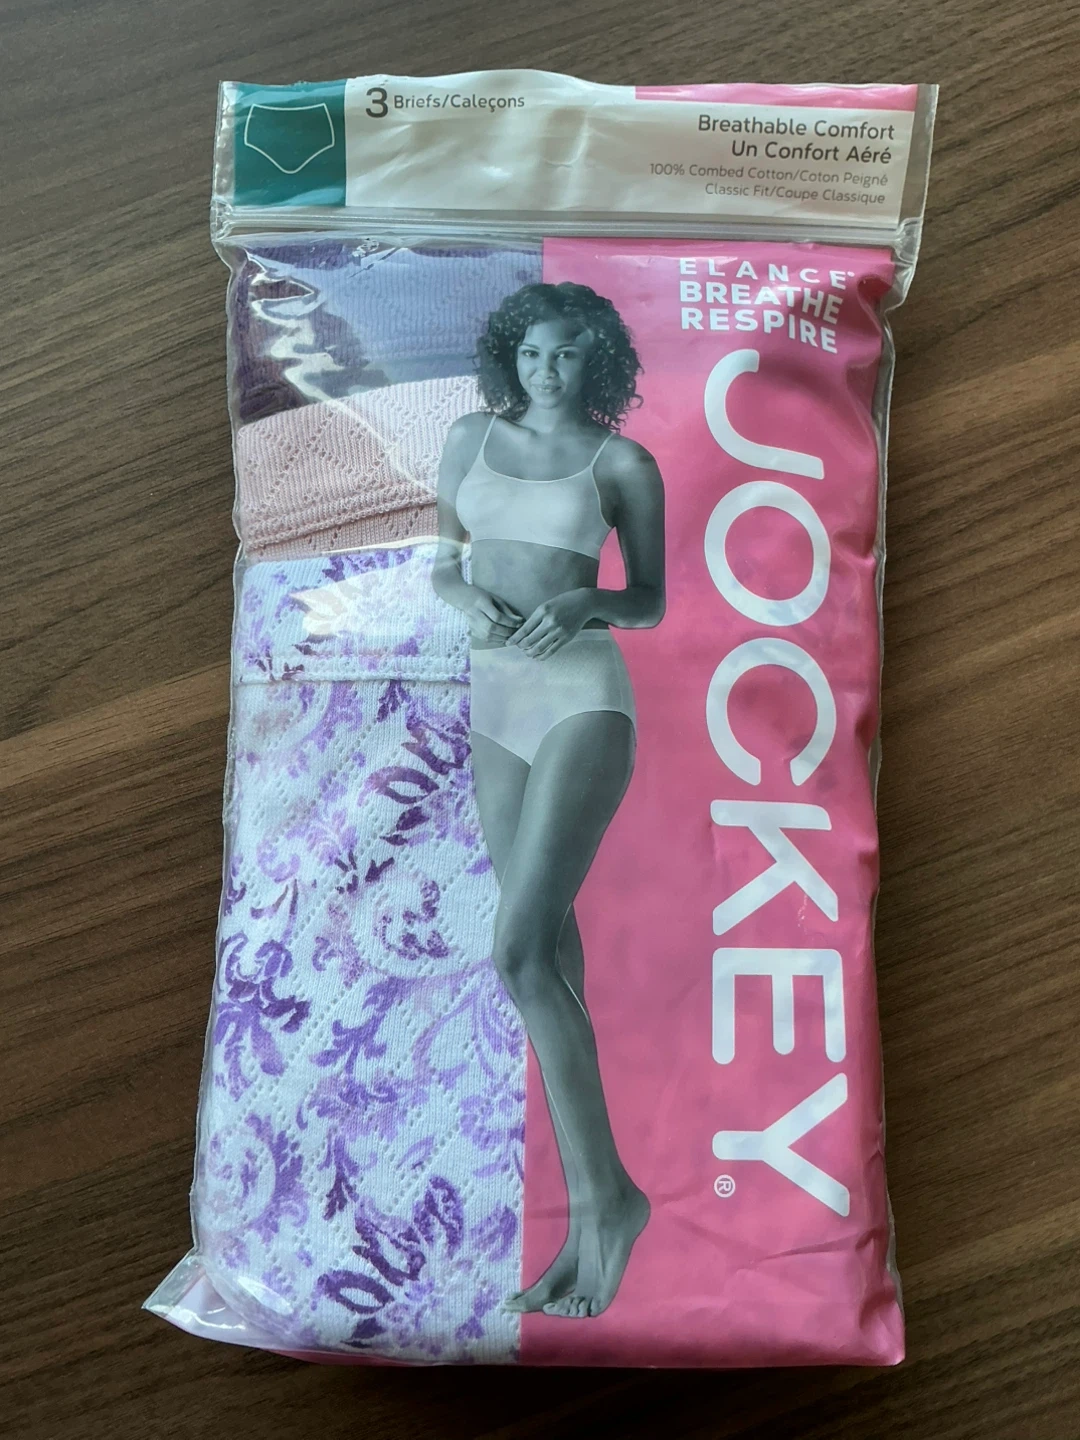 3 Briefs/Caleçons
Breathable Comfort
Un Confort Aéré
100% Combed Cotton/Coton Peigné
Classic Fit/Coupe Classique
ELANCE
BREATHE
RESPIRE
JOCKEY®